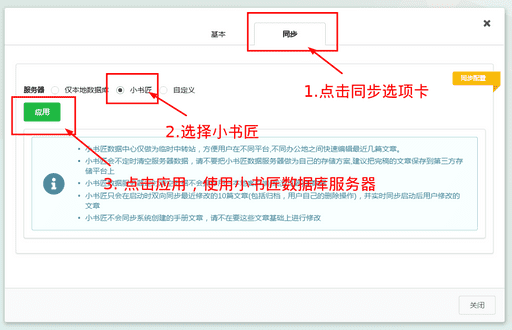 基本
同步
同步配置
服务器
仅本地数据库
小书匠
自定义
1.点击同步选项卡
应用
2.选择小书匠
小书匠数据中心仅做为临时中转站，方便用户在不同平台,不同办公地之间快速编辑最近几篇文章。
小书匠会不定时清空服务器数据，请不要把小书匠数据服务器做为自己的存储方案,建议把完稿的文章保存到第三方存储平台上
小书匠数据
3. 点击应用，使用小书匠数据库服务器
小书匠只会在启动时双向同步最近修改的10篇文章(包括归档，用户自己的删除操作)，并实时同步启动后用户修改的文章
小书匠不会同步系统创建的手册文章，请不在要这些文章基础上进行修改
关闭